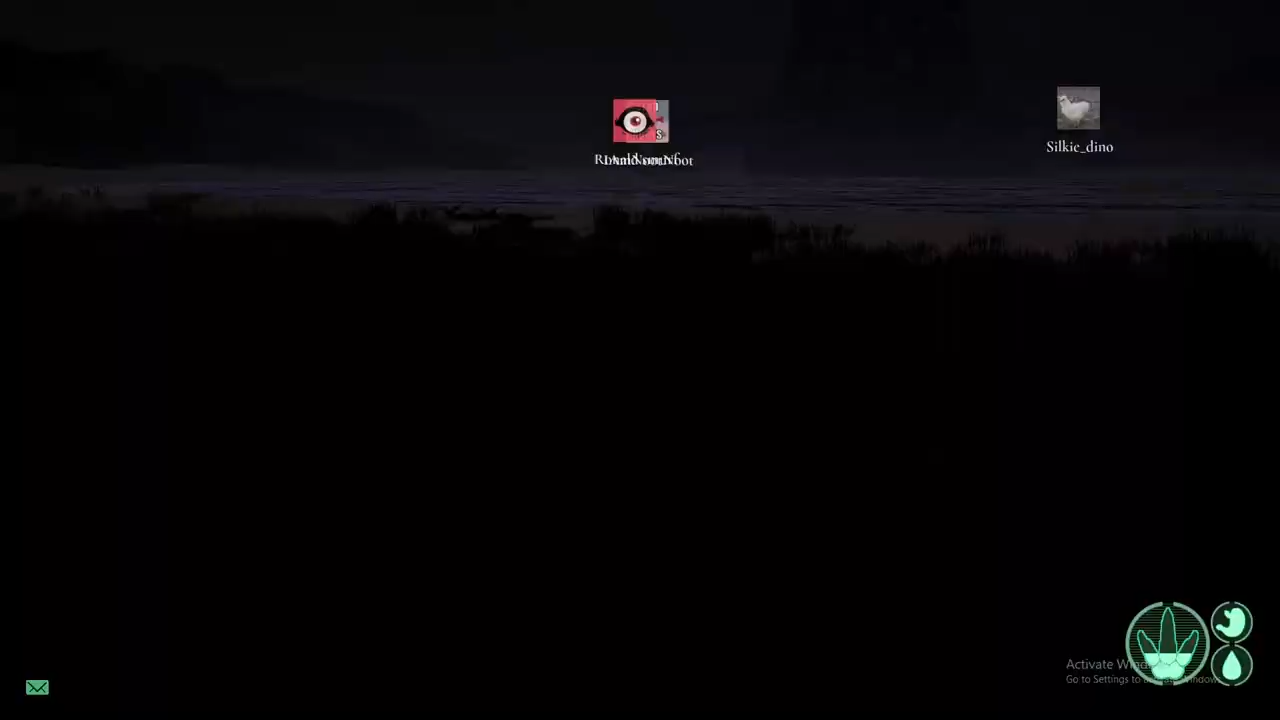 Silkie_dino
Activate Windows
Go to Settings to activate Windows.